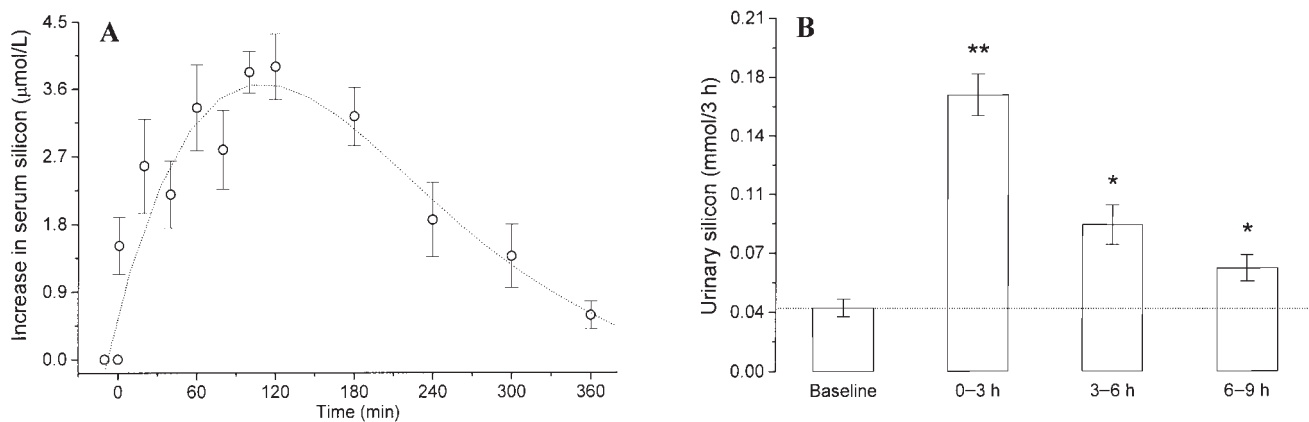 A
Increase in serum silicon (μmol/L)
4.5
3.6
2.7
1.8
0.9
0.0
0 60 120 180 240 300 360
Time (min)
B
Urinary silicon (mmol/3 h)
0.21
0.18
0.14
0.11
0.07
0.04
0.00
**
*
*
Baseline 0–3 h 3–6 h 6–9 h